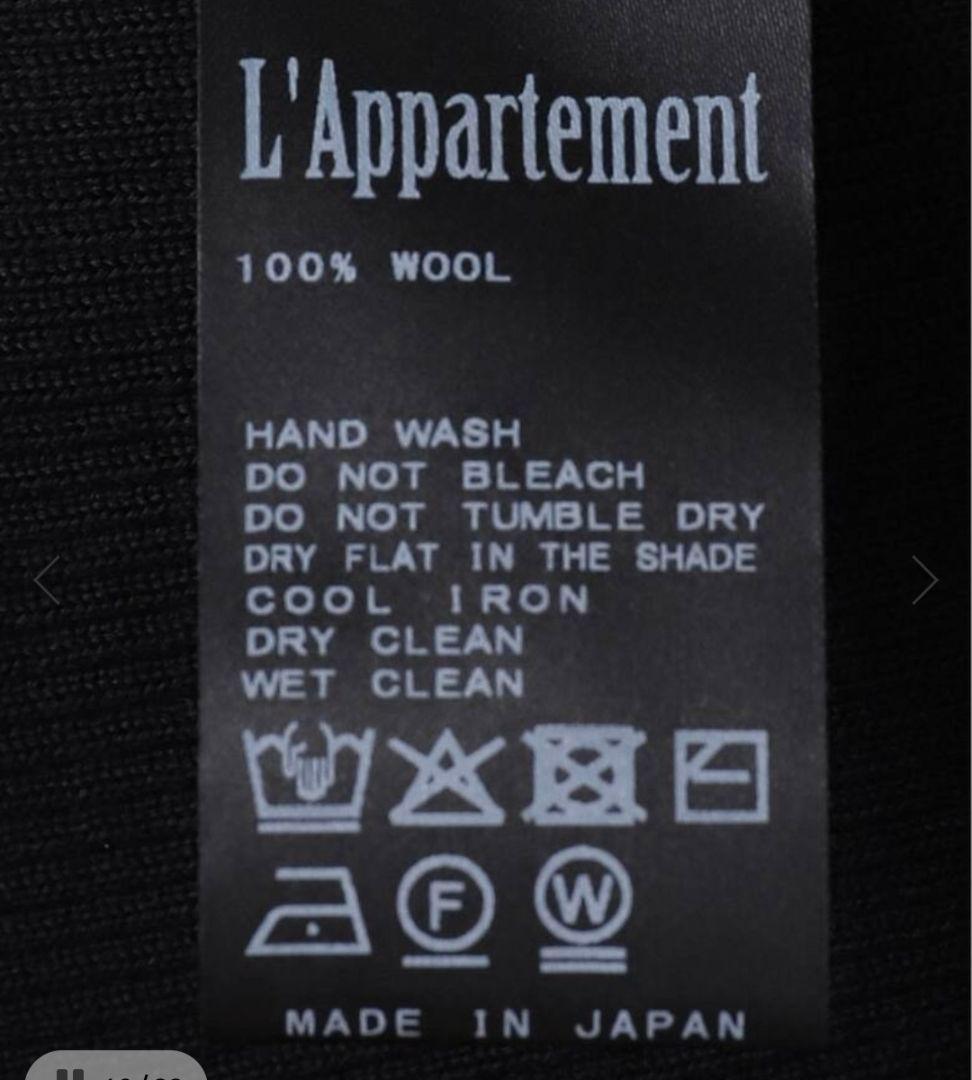 L'Appartement
100% WOOL
HAND WASH
DO NOT BLEACH
DO NOT TUMBLE DRY
DRY FLAT IN THE SHADE
COOL IRON
DRY CLEAN
WET CLEAN
F W
MADE IN JAPAN